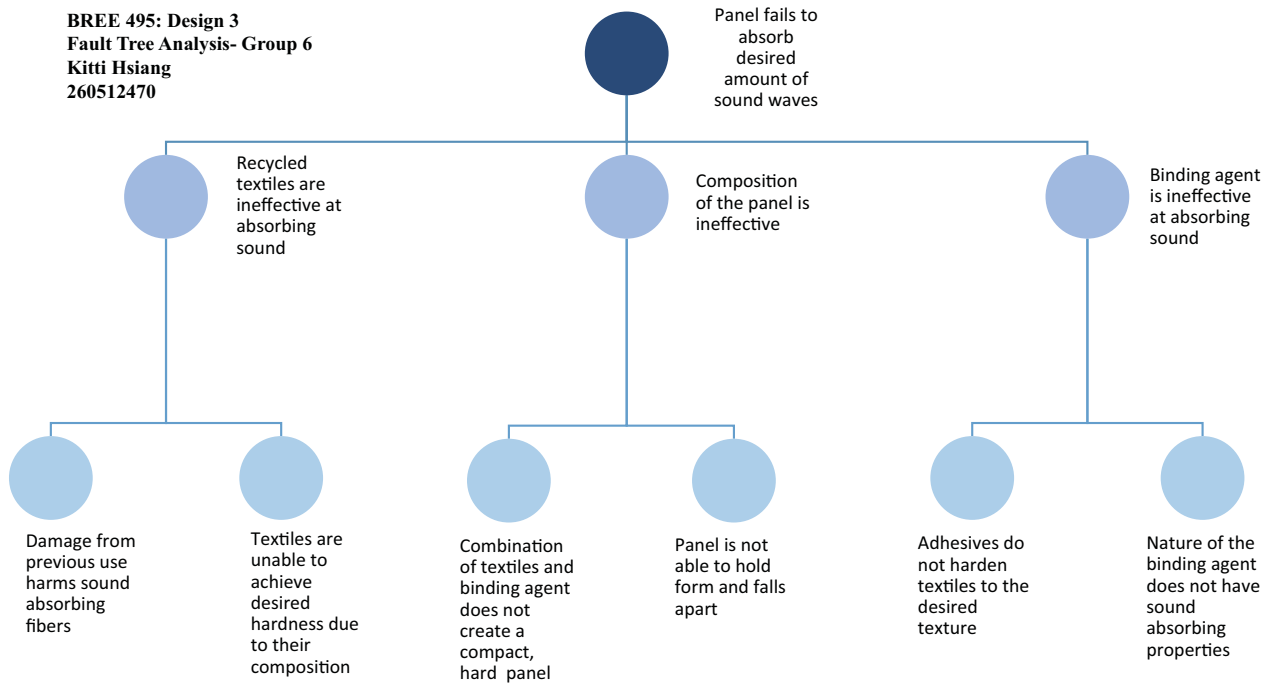 BREE 495: Design 3
Fault Tree Analysis- Group 6
Kitti Hsiang
260512470
Panel fails to
absorb
desired
amount of
sound waves
Recycled
textiles are
ineffective at
absorbing
sound
Composition
of the panel is
ineffective
Binding agent
is ineffective
at absorbing
sound
Damage from
previous use
harms sound
absorbing
fibers
Textiles are
unable to
achieve
desired
hardness due
to their
composition
Combination
of textiles and
binding agent
does not
create a
compact,
hard panel
Panel is not
able to hold
form and falls
apart
Adhesives do
not harden
textiles to the
desired
texture
Nature of the
binding agent
does not have
sound
absorbing
properties